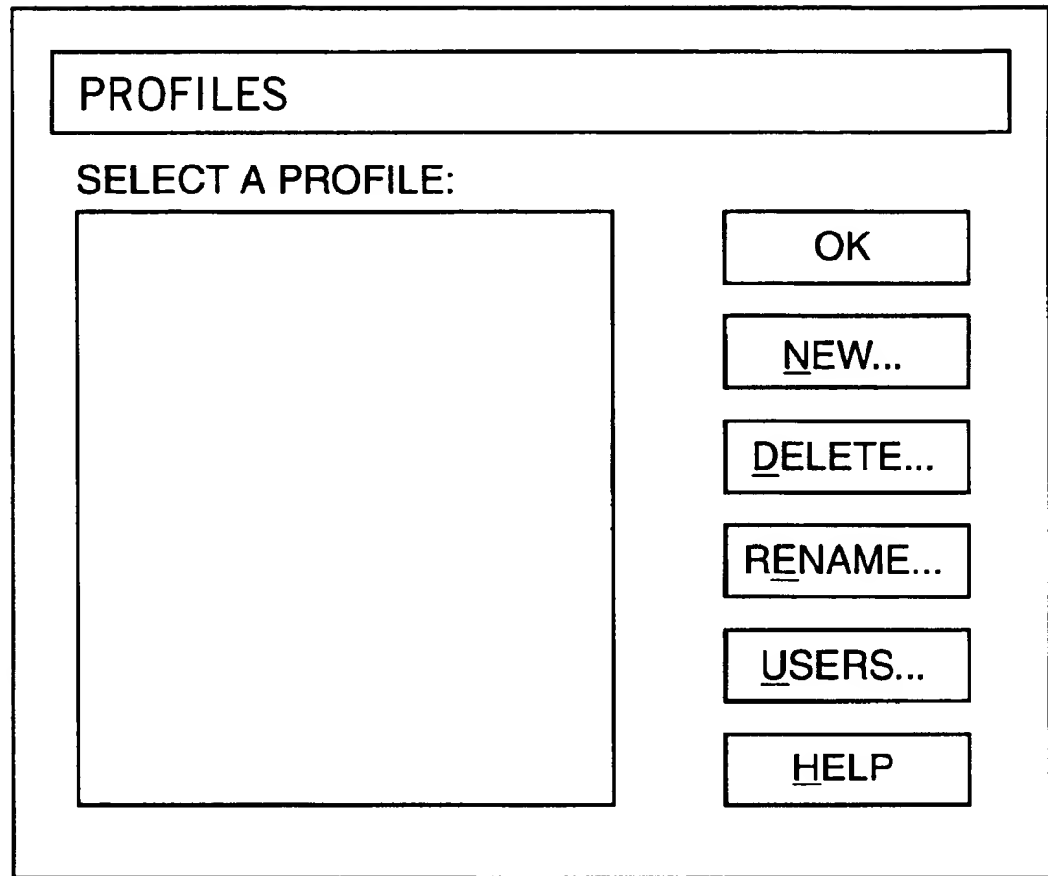 PROFILES
SELECT A PROFILE:
OK
NEW...
DELETE...
RENAME...
USERS...
HELP